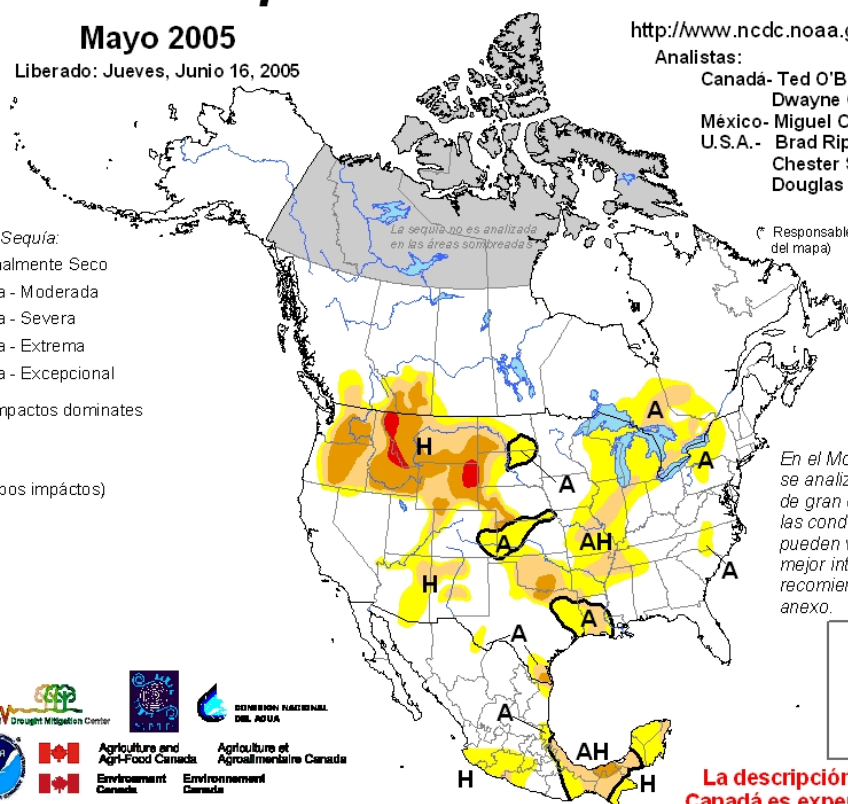 Mayo 2005
Liberado: Jueves, Junio 16, 2005
http://www.ncdc.noaa.g
Analistas:
Canadá- Ted O'B
Dwayne
México- Miguel
U.S.A.- Brad Rip
Chester S
Douglas
(* Responsable
del mapa)
Sequía:
nalmente Seco
a - Moderada
a - Severa
a - Extrema
a - Excepcional
mpactos dominates
bos impáctos)
La sequía no es analizada
en las áreas sombreadas
A
H
A
A
A
AH
H
A
A
A
A
AH
H
H
En el Mo
se analiz
de gran
las cond
pueden v
mejor int
recomien
anexo.
Drought Mitigation Center
COMISION NACIONAL
DEL AGUA
Agriculture and
Agri-Food Canada
Agriculture et
Agroalimentaire Canada
Environment
Canada
Environnement
Canada
La descripción
Canadá es exper